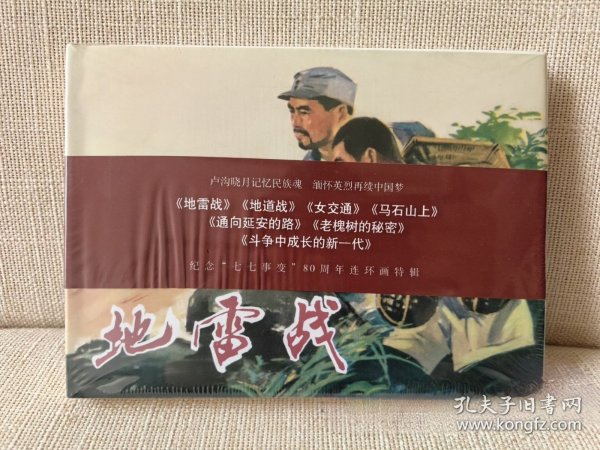 卢沟晓月记忆民族魂 缅怀英烈再续中国梦
《地雷战》《地道战》《女交通》《马石山上》
《通向延安的路》《老槐树的秘密》
《斗争中成长的新一代》
纪念“七七事变”80周年连环画特辑
地雷战
孔夫子旧书网
www.kongfz.com